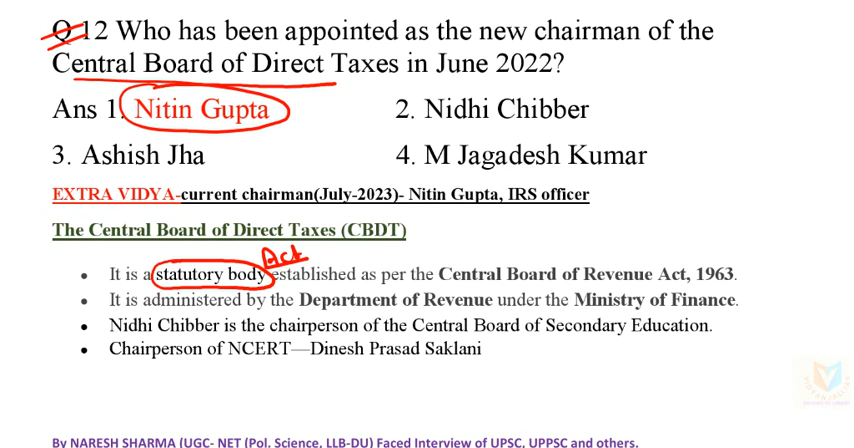 Q 12 Who has been appointed as the new chairman of the
Central Board of Direct Taxes in June 2022?
Ans 1. Nitin Gupta 2. Nidhi Chibber
3. Ashish Jha 4. M Jagadesh Kumar
EXTRA VIDYA-current chairman(July-2023)- Nitin Gupta, IRS officer
The Central Board of Direct Taxes (CBDT)
Act
• It is a statutory body established as per the Central Board of Revenue Act, 1963.
• It is administered by the Department of Revenue under the Ministry of Finance.
• Nidhi Chibber is the chairperson of the Central Board of Secondary Education.
• Chairperson of NCERT—Dinesh Prasad Saklani
By NARESH SHARMA (UGC- NET (Pol. Science, LLB-DU) Faced Interview of UPSC, UPPSC and others.